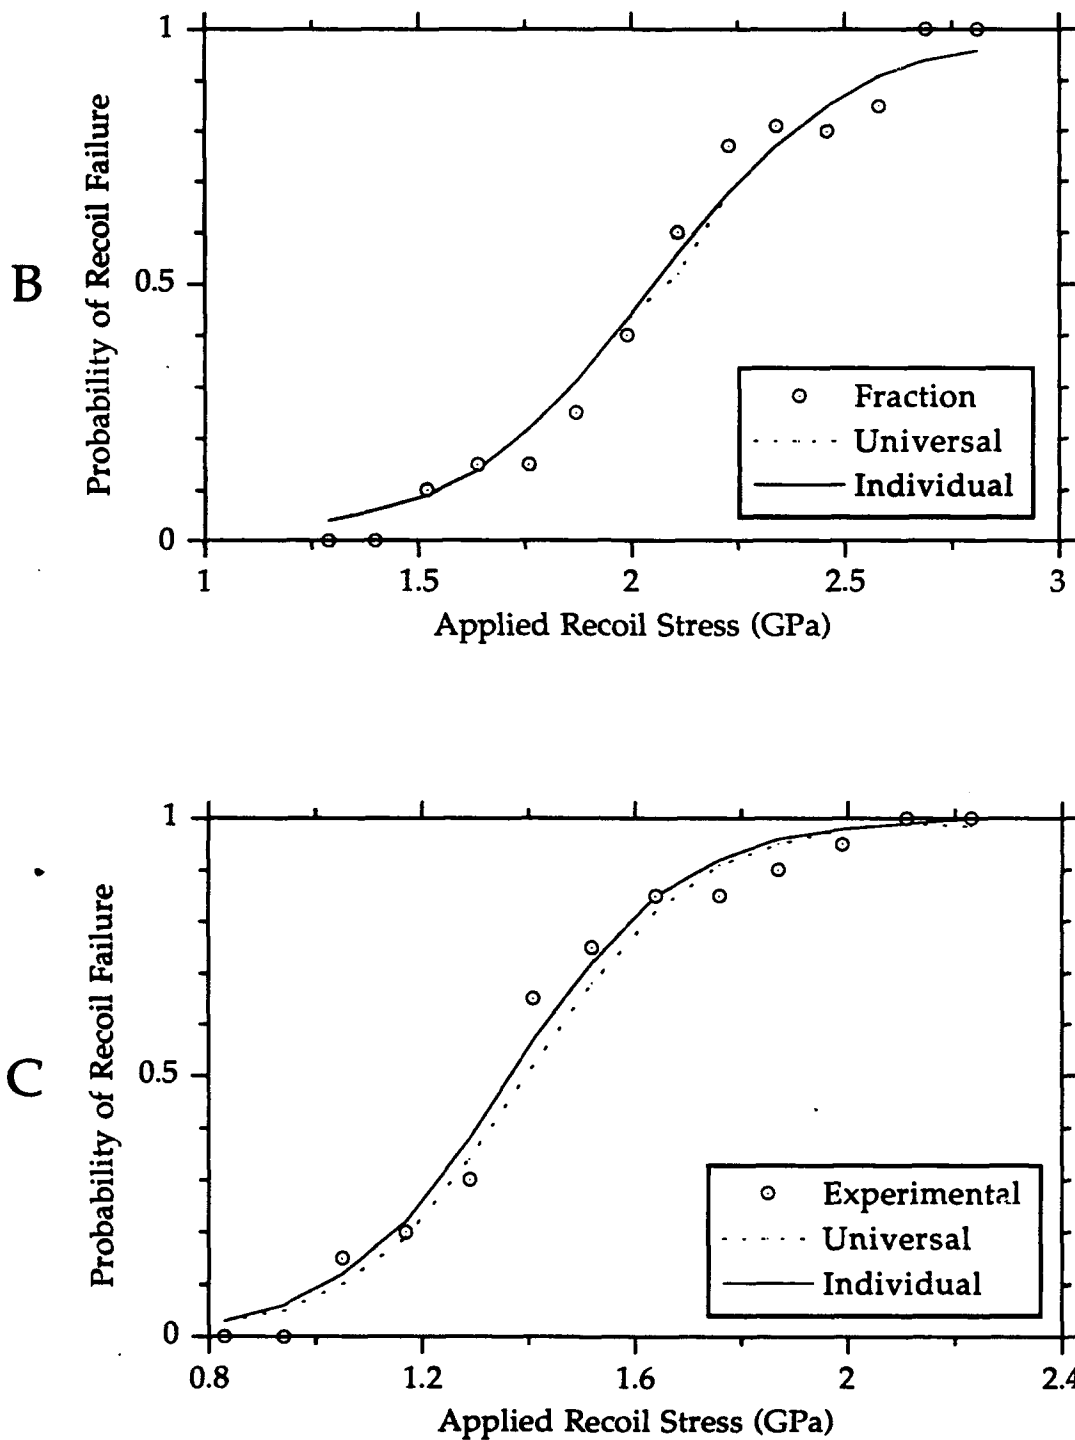 B
Probability of Recoil Failure
1
0.5
0
Fraction
Universal
Individual
1 1.5 2 2.5 3
Applied Recoil Stress (GPa)
C
Probability of Recoil Failure
1
0.5
0
Experimental
Universal
Individual
0.8 1.2 1.6 2 2.4
Applied Recoil Stress (GPa)